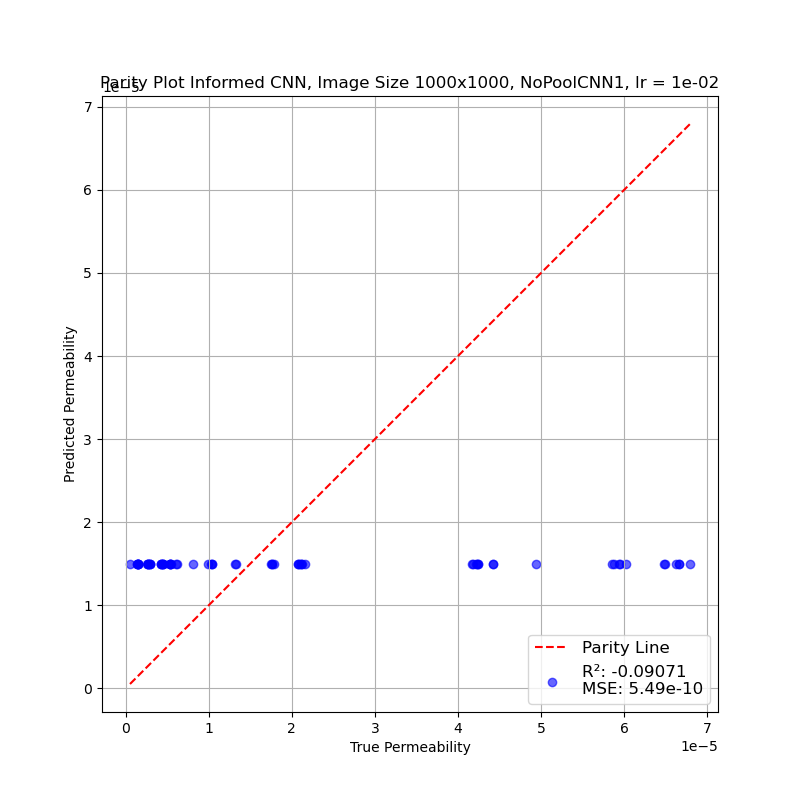 Parity Plot Informed CNN, Image Size 1000x1000, NoPoolCNN1, lr = 1e-02
1e−5
7
6
5
4
3
2
1
0
Predicted Permeability
Parity Line
R²: -0.09071
MSE: 5.49e-10
0 1 2 3 4 5 6 7
True Permeability
1e−5